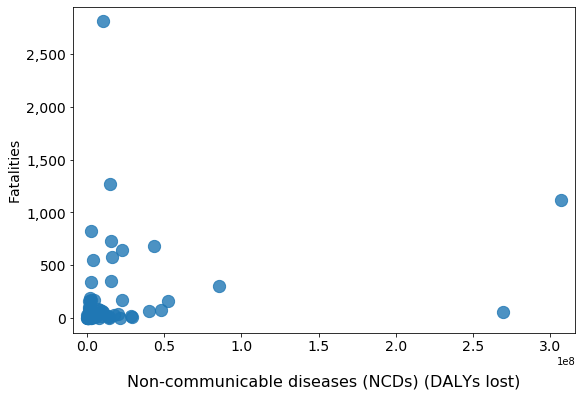 2,500
2,000
1,500
1,000
500
0
Fatalities
0.0 0.5 1.0 1.5 2.0 2.5 3.0
1e8
Non-communicable diseases (NCDs) (DALYs lost)